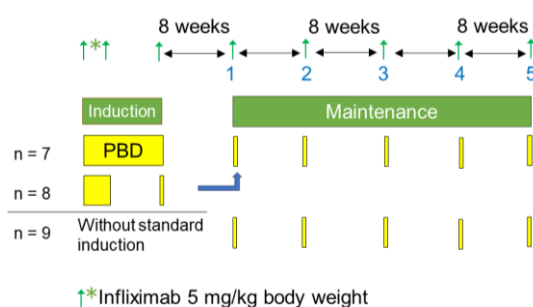 8 weeks 8 weeks 8 weeks
↑*↑ ↑ ↑ ↑ ↑ ↑ ↑
1 2 3 4 5
Induction Maintenance
n = 7 PBD
n = 8
n = 9 Without standard
induction
↑*Infliximab 5 mg/kg body weight